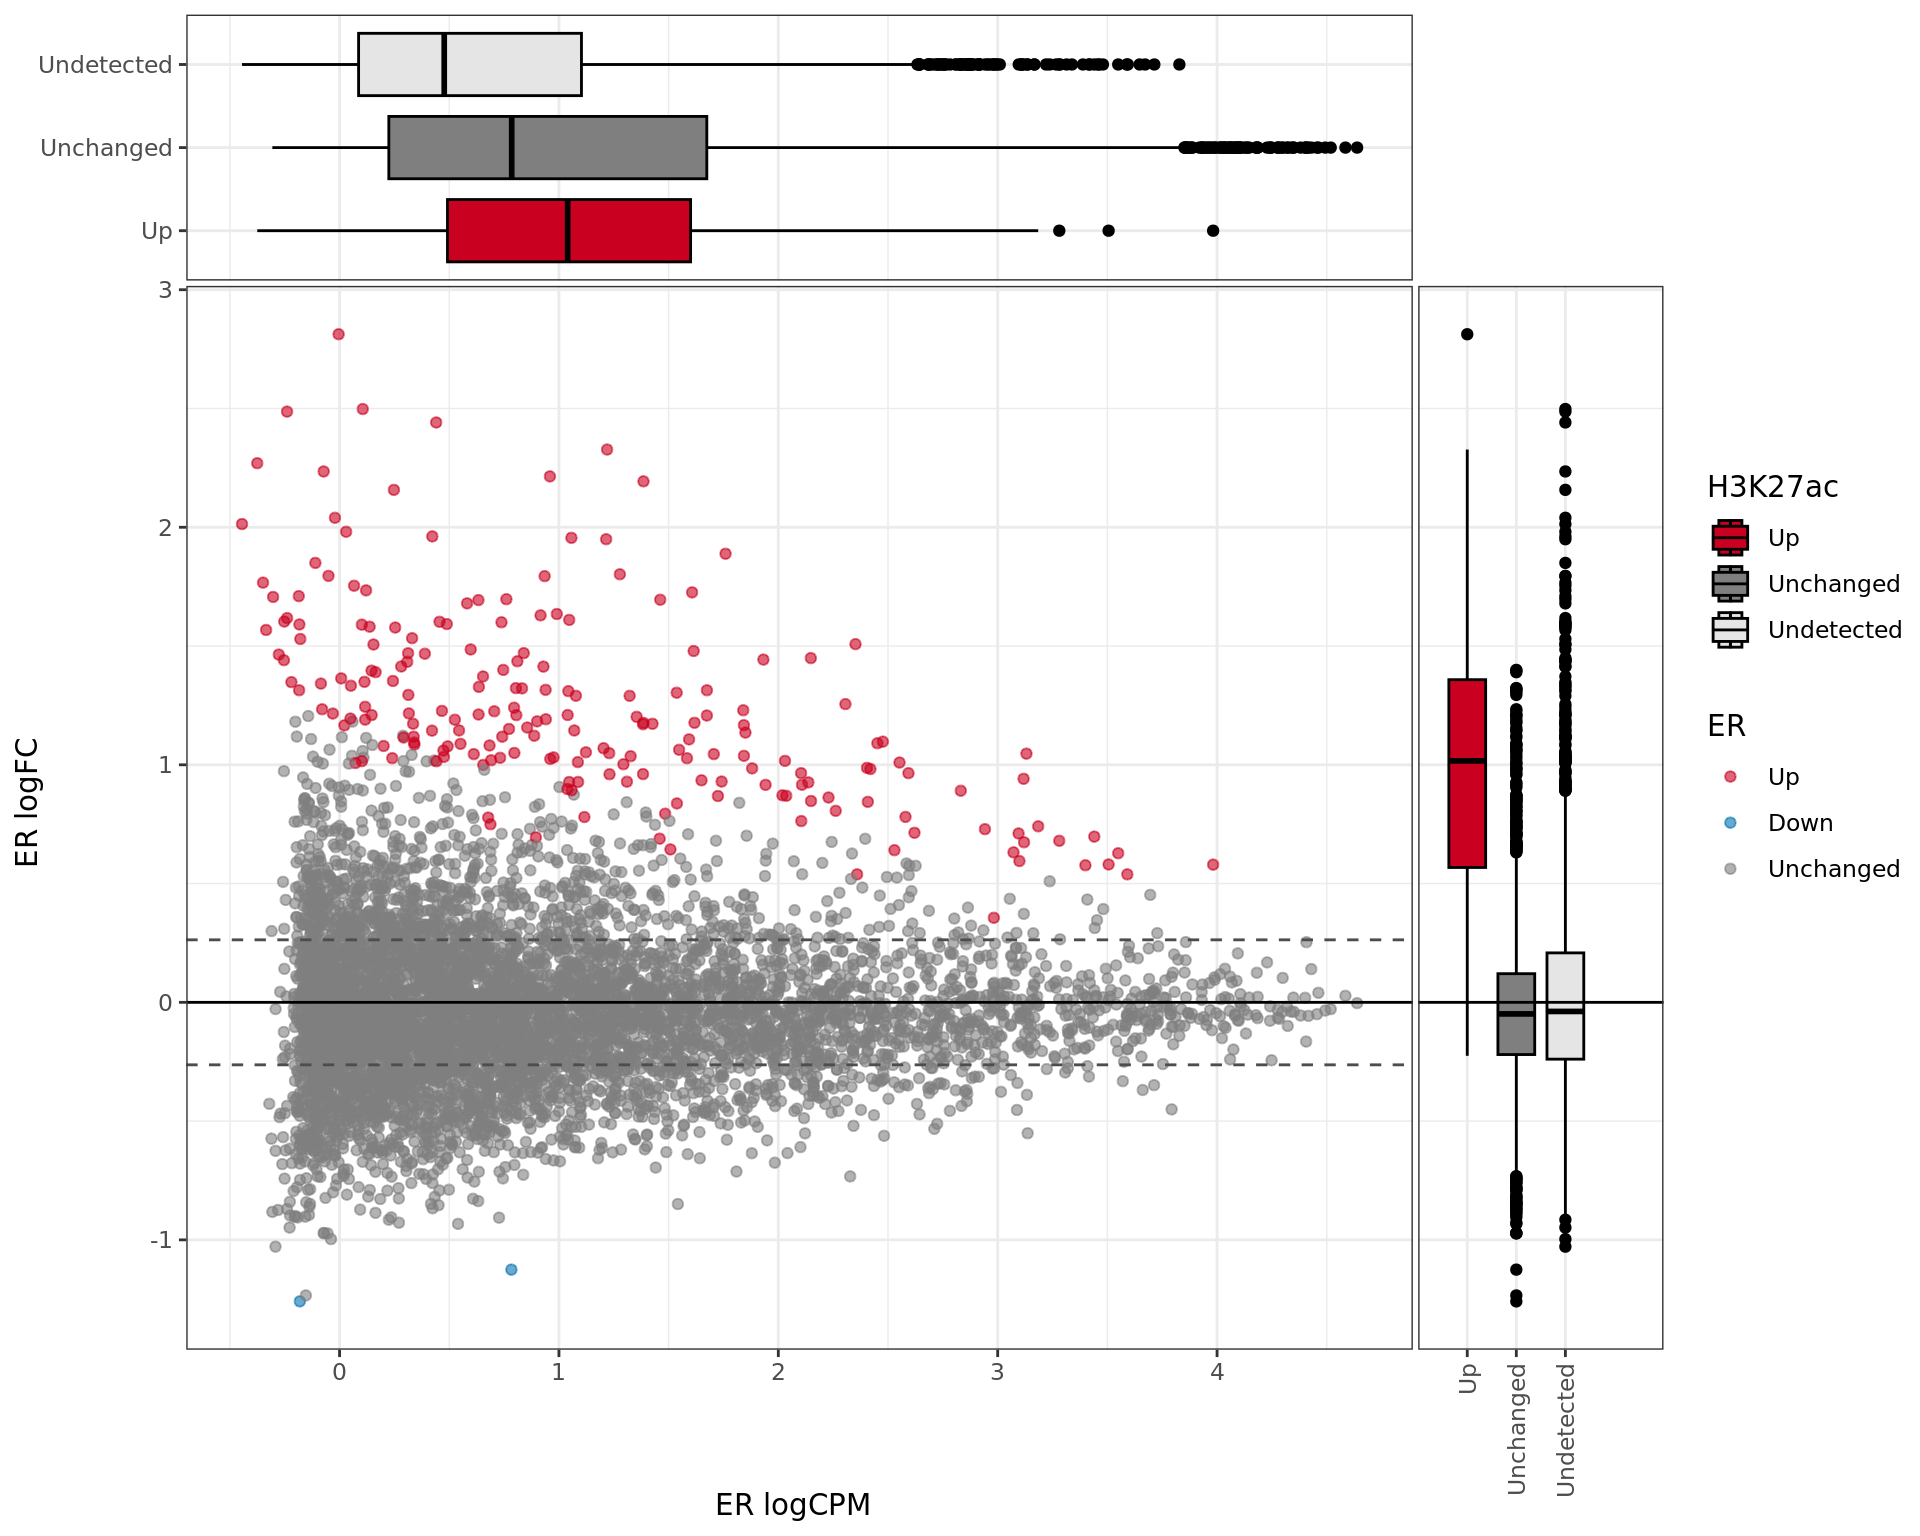 Undetected
Unchanged
Up
3
2
1
0
-1
ER logFC
0 1 2 3 4
ER logCPM
Up
Unchanged
Undetected
H3K27ac
Up
Unchanged
Undetected
ER
Up
Down
Unchanged